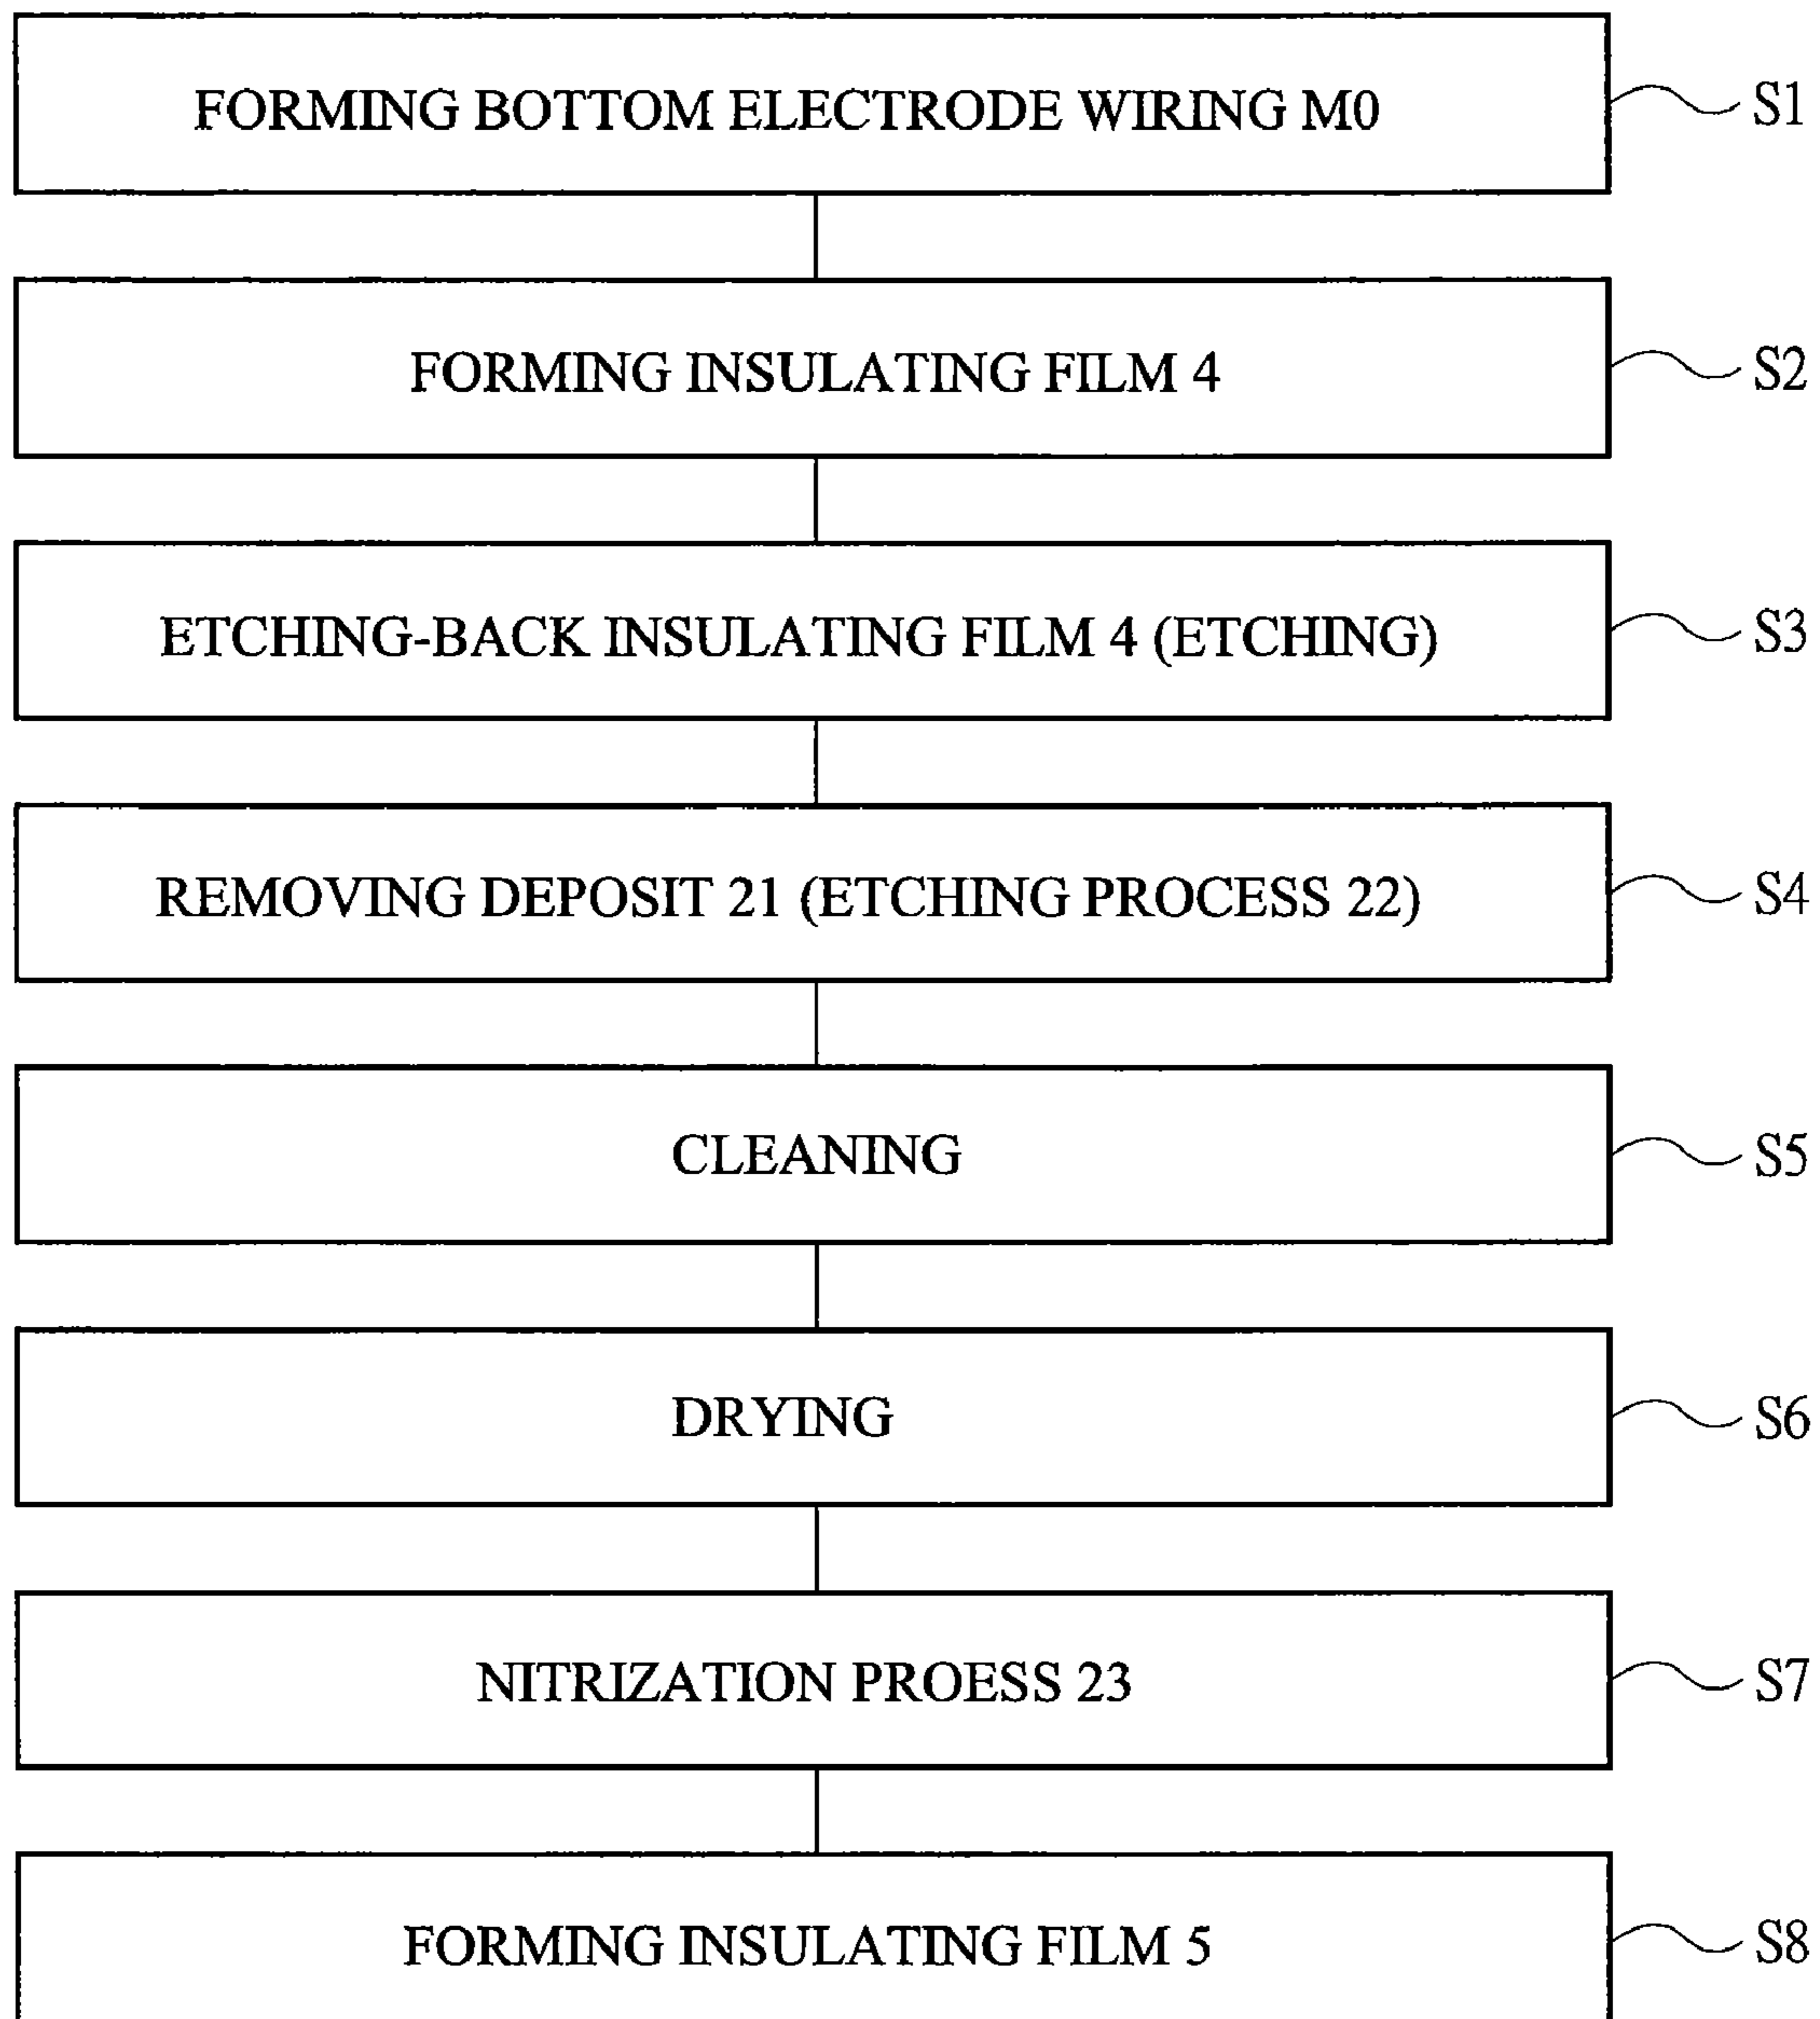 FORMING BOTTOM ELECTRODE WIRING M0 S1
FORMING INSULATING FILM 4 S2
ETCHING-BACK INSULATING FILM 4 (ETCHING) S3
REMOVING DEPOSIT 21 (ETCHING PROCESS 22) S4
CLEANING S5
DRYING S6
NITRIZATION PROESS 23 S7
FORMING INSULATING FILM 5 S8